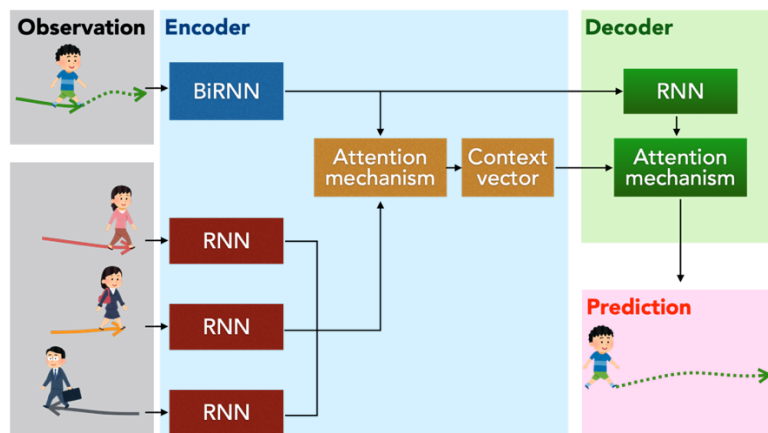 Observation
Encoder
Decoder
BiRNN
RNN
Attention
mechanism
Context
vector
Attention
mechanism
RNN
RNN
RNN
Prediction